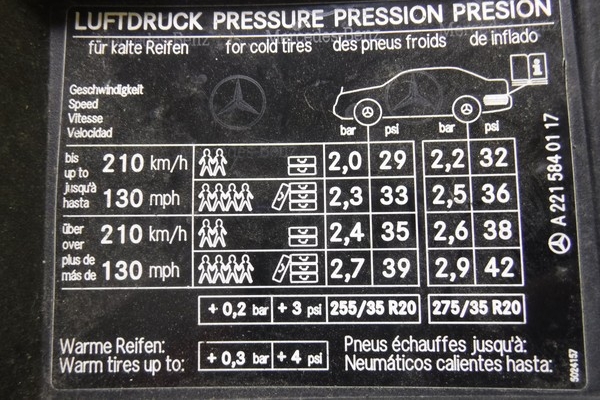 LUFTDRUCK PRESSURE PRESSION PRESION
für kalte Reifen for cold tires des pneus froids de inflado
Geschwindigkeit
Speed
Vitesse
Velocidad
bar psi bar psi
bis
up to
jusqu'à
hasta
210 km/h 2,0 29 2,2 32
130 mph 2,3 33 2,5 36
über
over
plus de
más de
210 km/h 2,4 35 2,6 38
130 mph 2,7 39 2,9 42
+ 0,2 bar + 3 psi 255/35 R20 275/35 R20
Warme Reifen:
Warm tires up to:
+ 0,3 bar + 4 psi
Pneus échauffes jusqu'à:
Neumáticos calientes hasta:
A 221 584 01 17
5024157